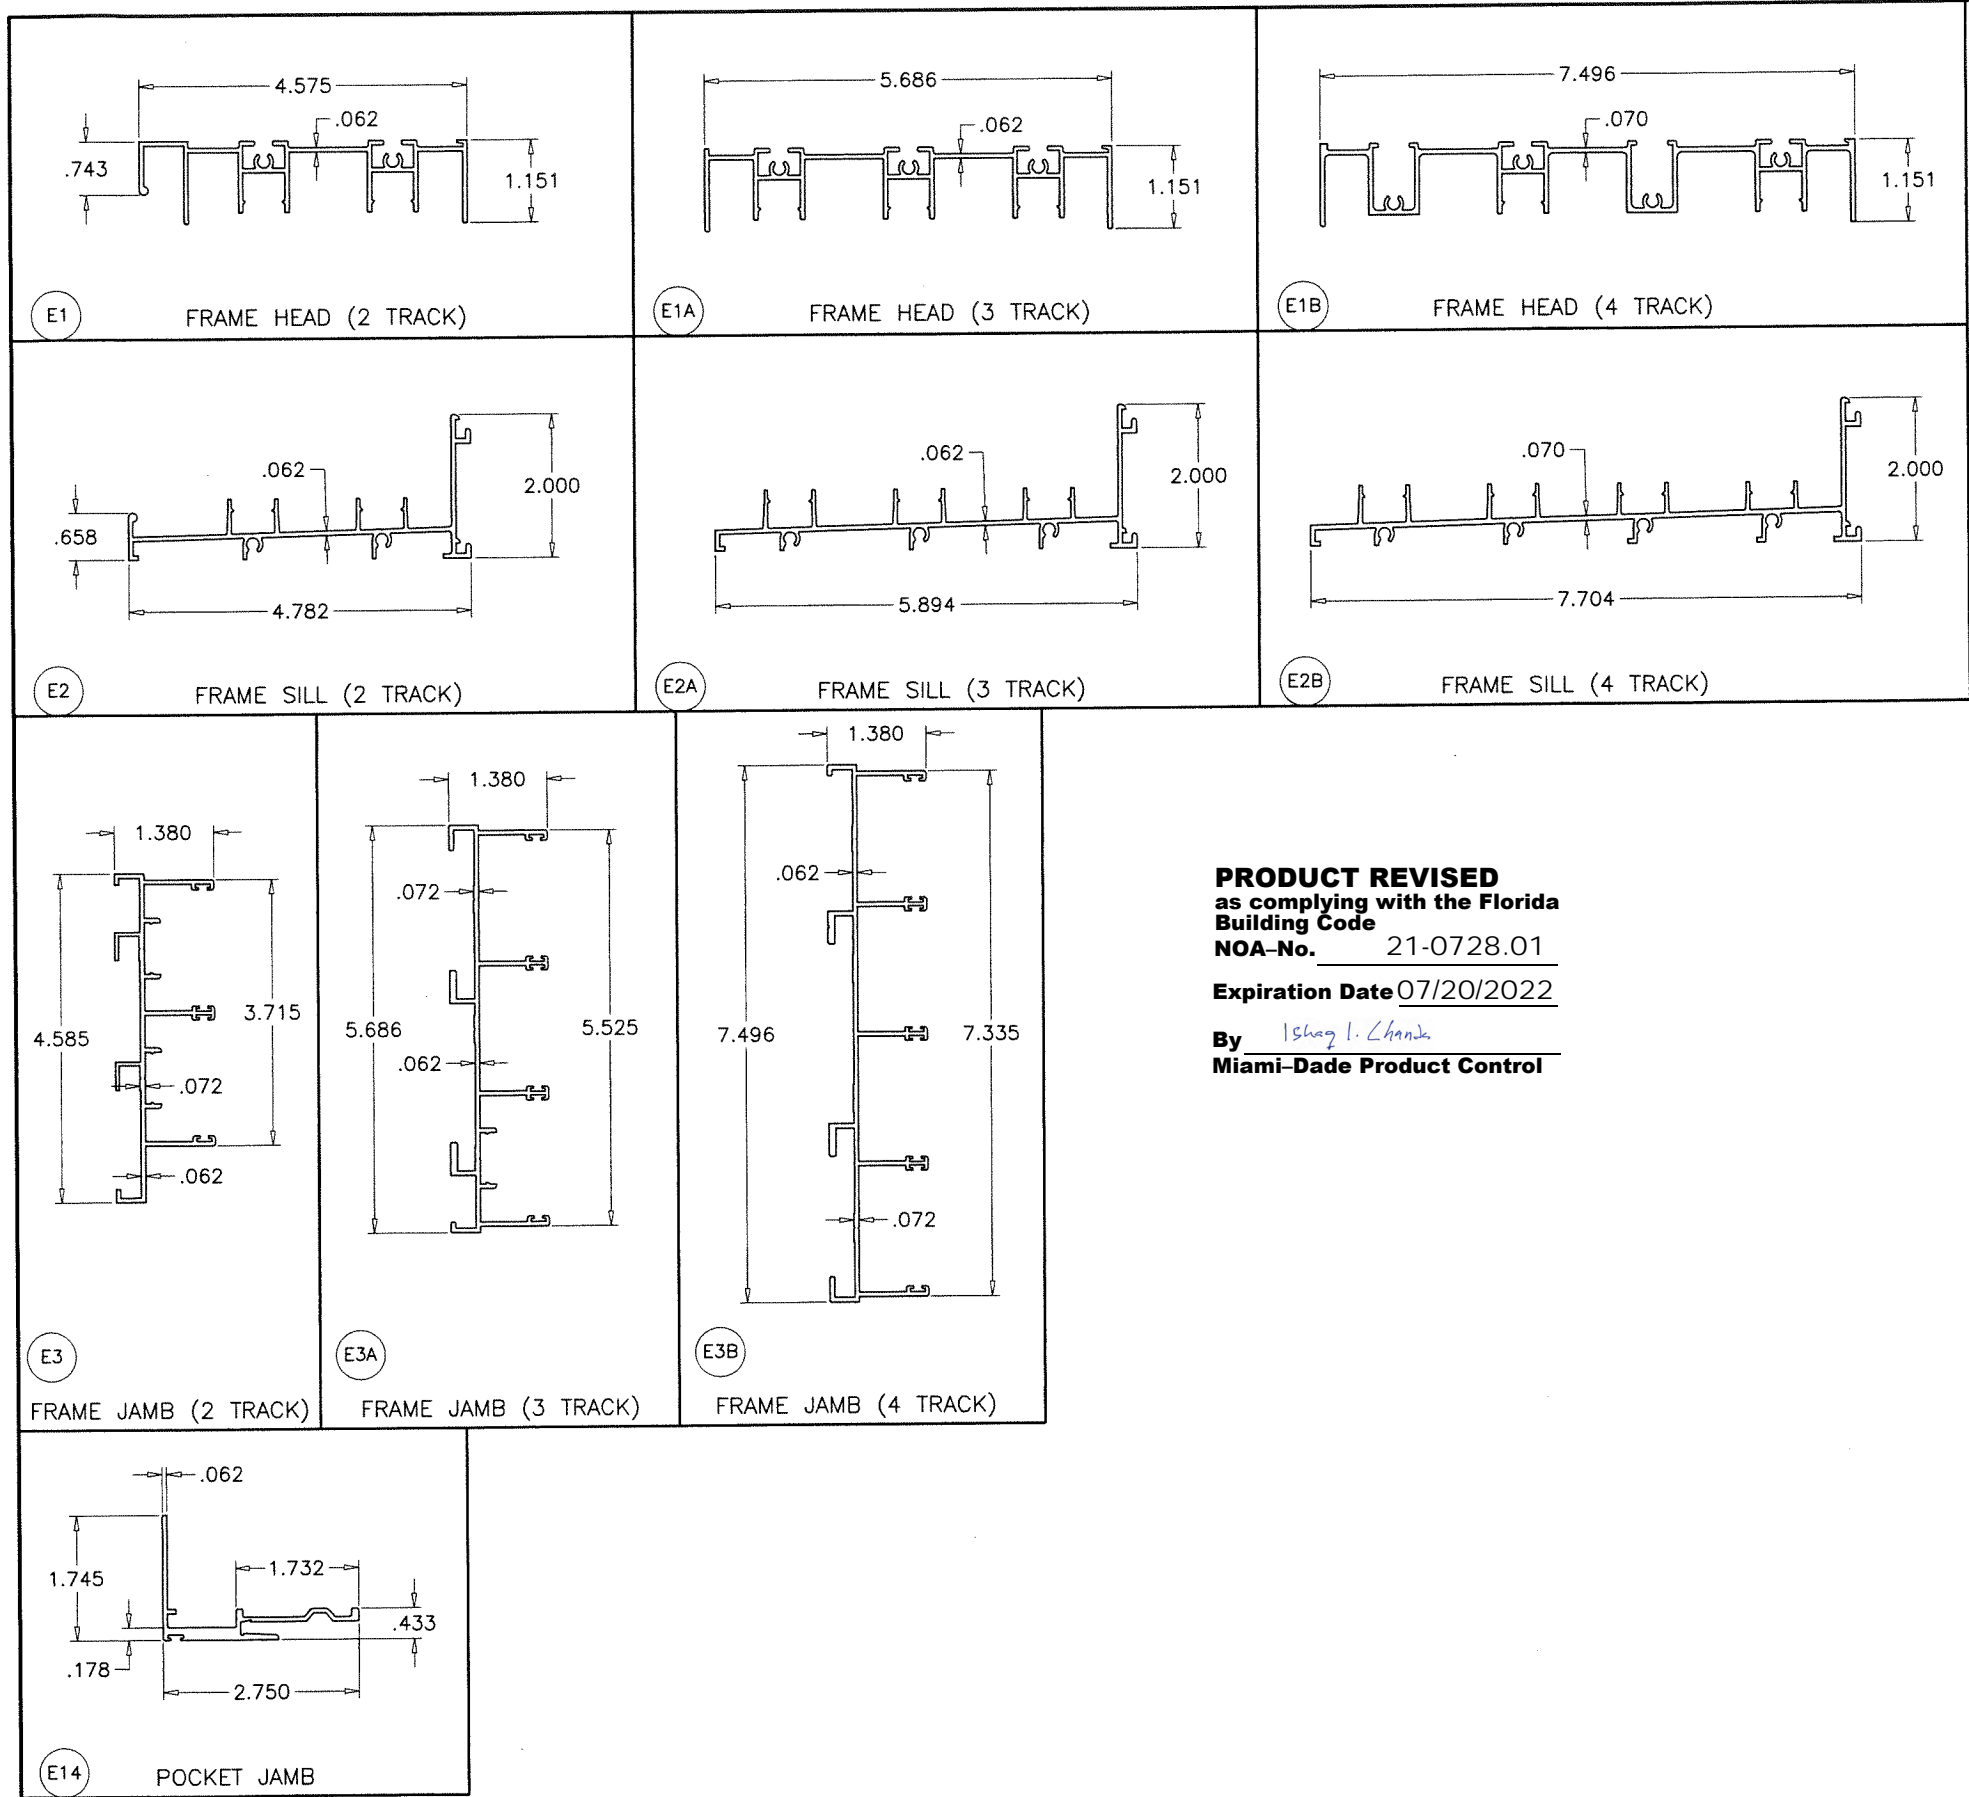 4.575
.062
.743
1.151
E1
FRAME HEAD (2 TRACK)
5.686
.062
1.151
E1A
FRAME HEAD (3 TRACK)
7.496
.070
1.151
E1B
FRAME HEAD (4 TRACK)
.062
2.000
.658
4.782
E2
FRAME SILL (2 TRACK)
.062
2.000
5.894
E2A
FRAME SILL (3 TRACK)
.070
2.000
7.704
E2B
FRAME SILL (4 TRACK)
1.380
4.585
3.715
.072
.062
E3
FRAME JAMB (2 TRACK)
1.380
.072
5.686
5.525
.062
E3A
FRAME JAMB (3 TRACK)
1.380
.062
7.496
7.335
.072
E3B
FRAME JAMB (4 TRACK)
PRODUCT REVISED
as complying with the Florida
Building Code
NOA–No. 21-0728.01
Expiration Date 07/20/2022
By Ishaq I. Chanda
Miami–Dade Product Control
.062
1.745
1.732
.433
.178
2.750
E14
POCKET JAMB